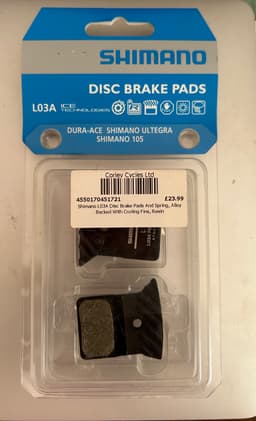 SHIMANO
DISC BRAKE PADS
L03A ICE TECHNOLOGIES
DURA-ACE SHIMANO ULTEGRA
SHIMANO 105
Corley Cycles Ltd
4550170451721 £23.99
Shimano L03A Disc Brake Pads And Spring, Alloy
Backed With Cooling Fins, Resin